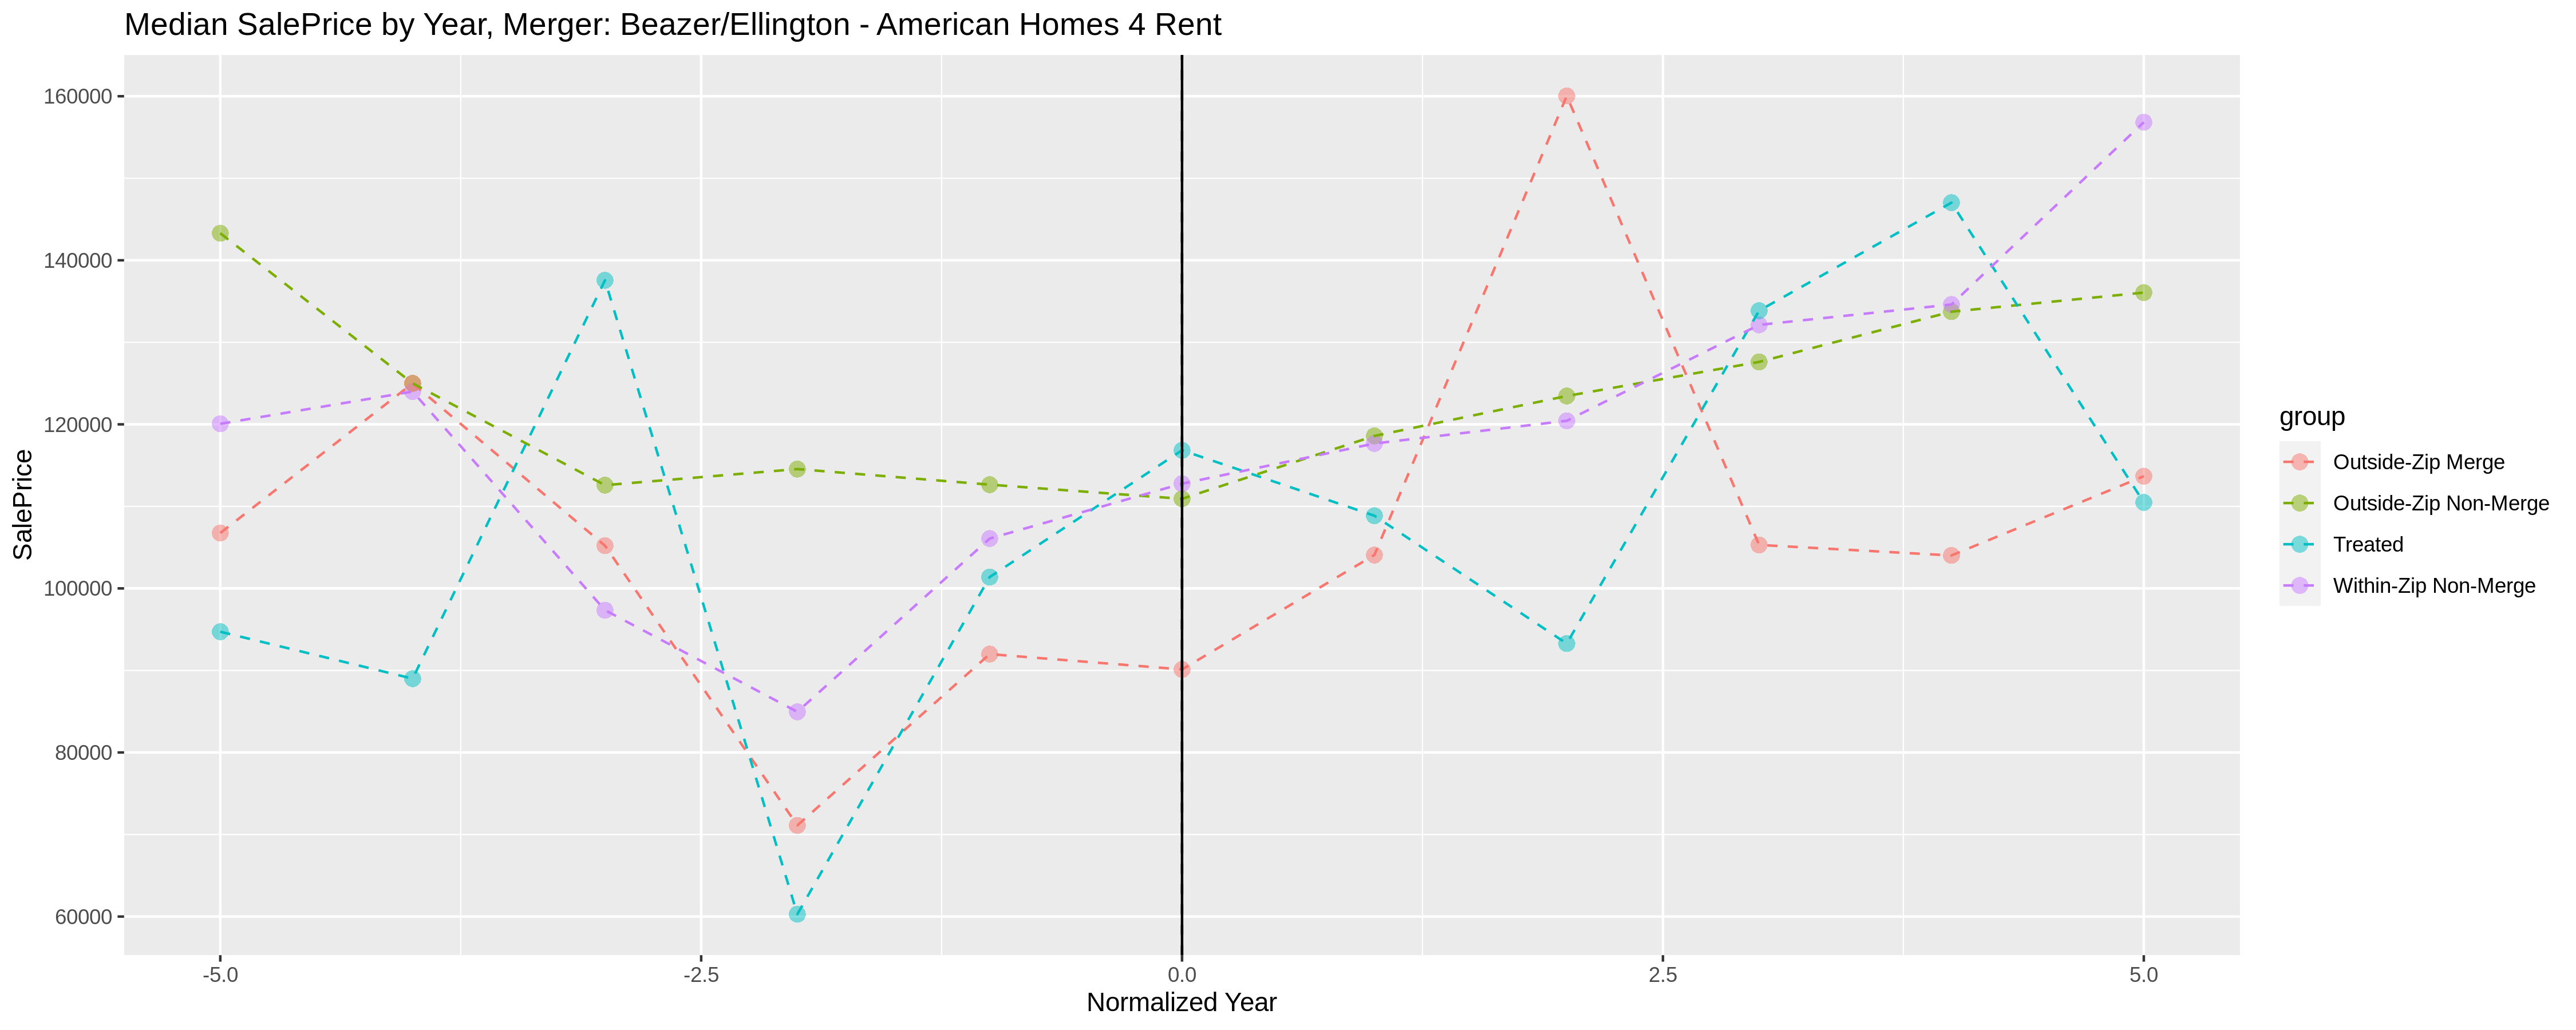 Median SalePrice by Year, Merger: Beazer/Ellington - American Homes 4 Rent
SalePrice
160000
140000
120000
100000
80000
60000
-5.0
-2.5
0.0
2.5
5.0
Normalized Year
group
Outside-Zip Merge
Outside-Zip Non-Merge
Treated
Within-Zip Non-Merge